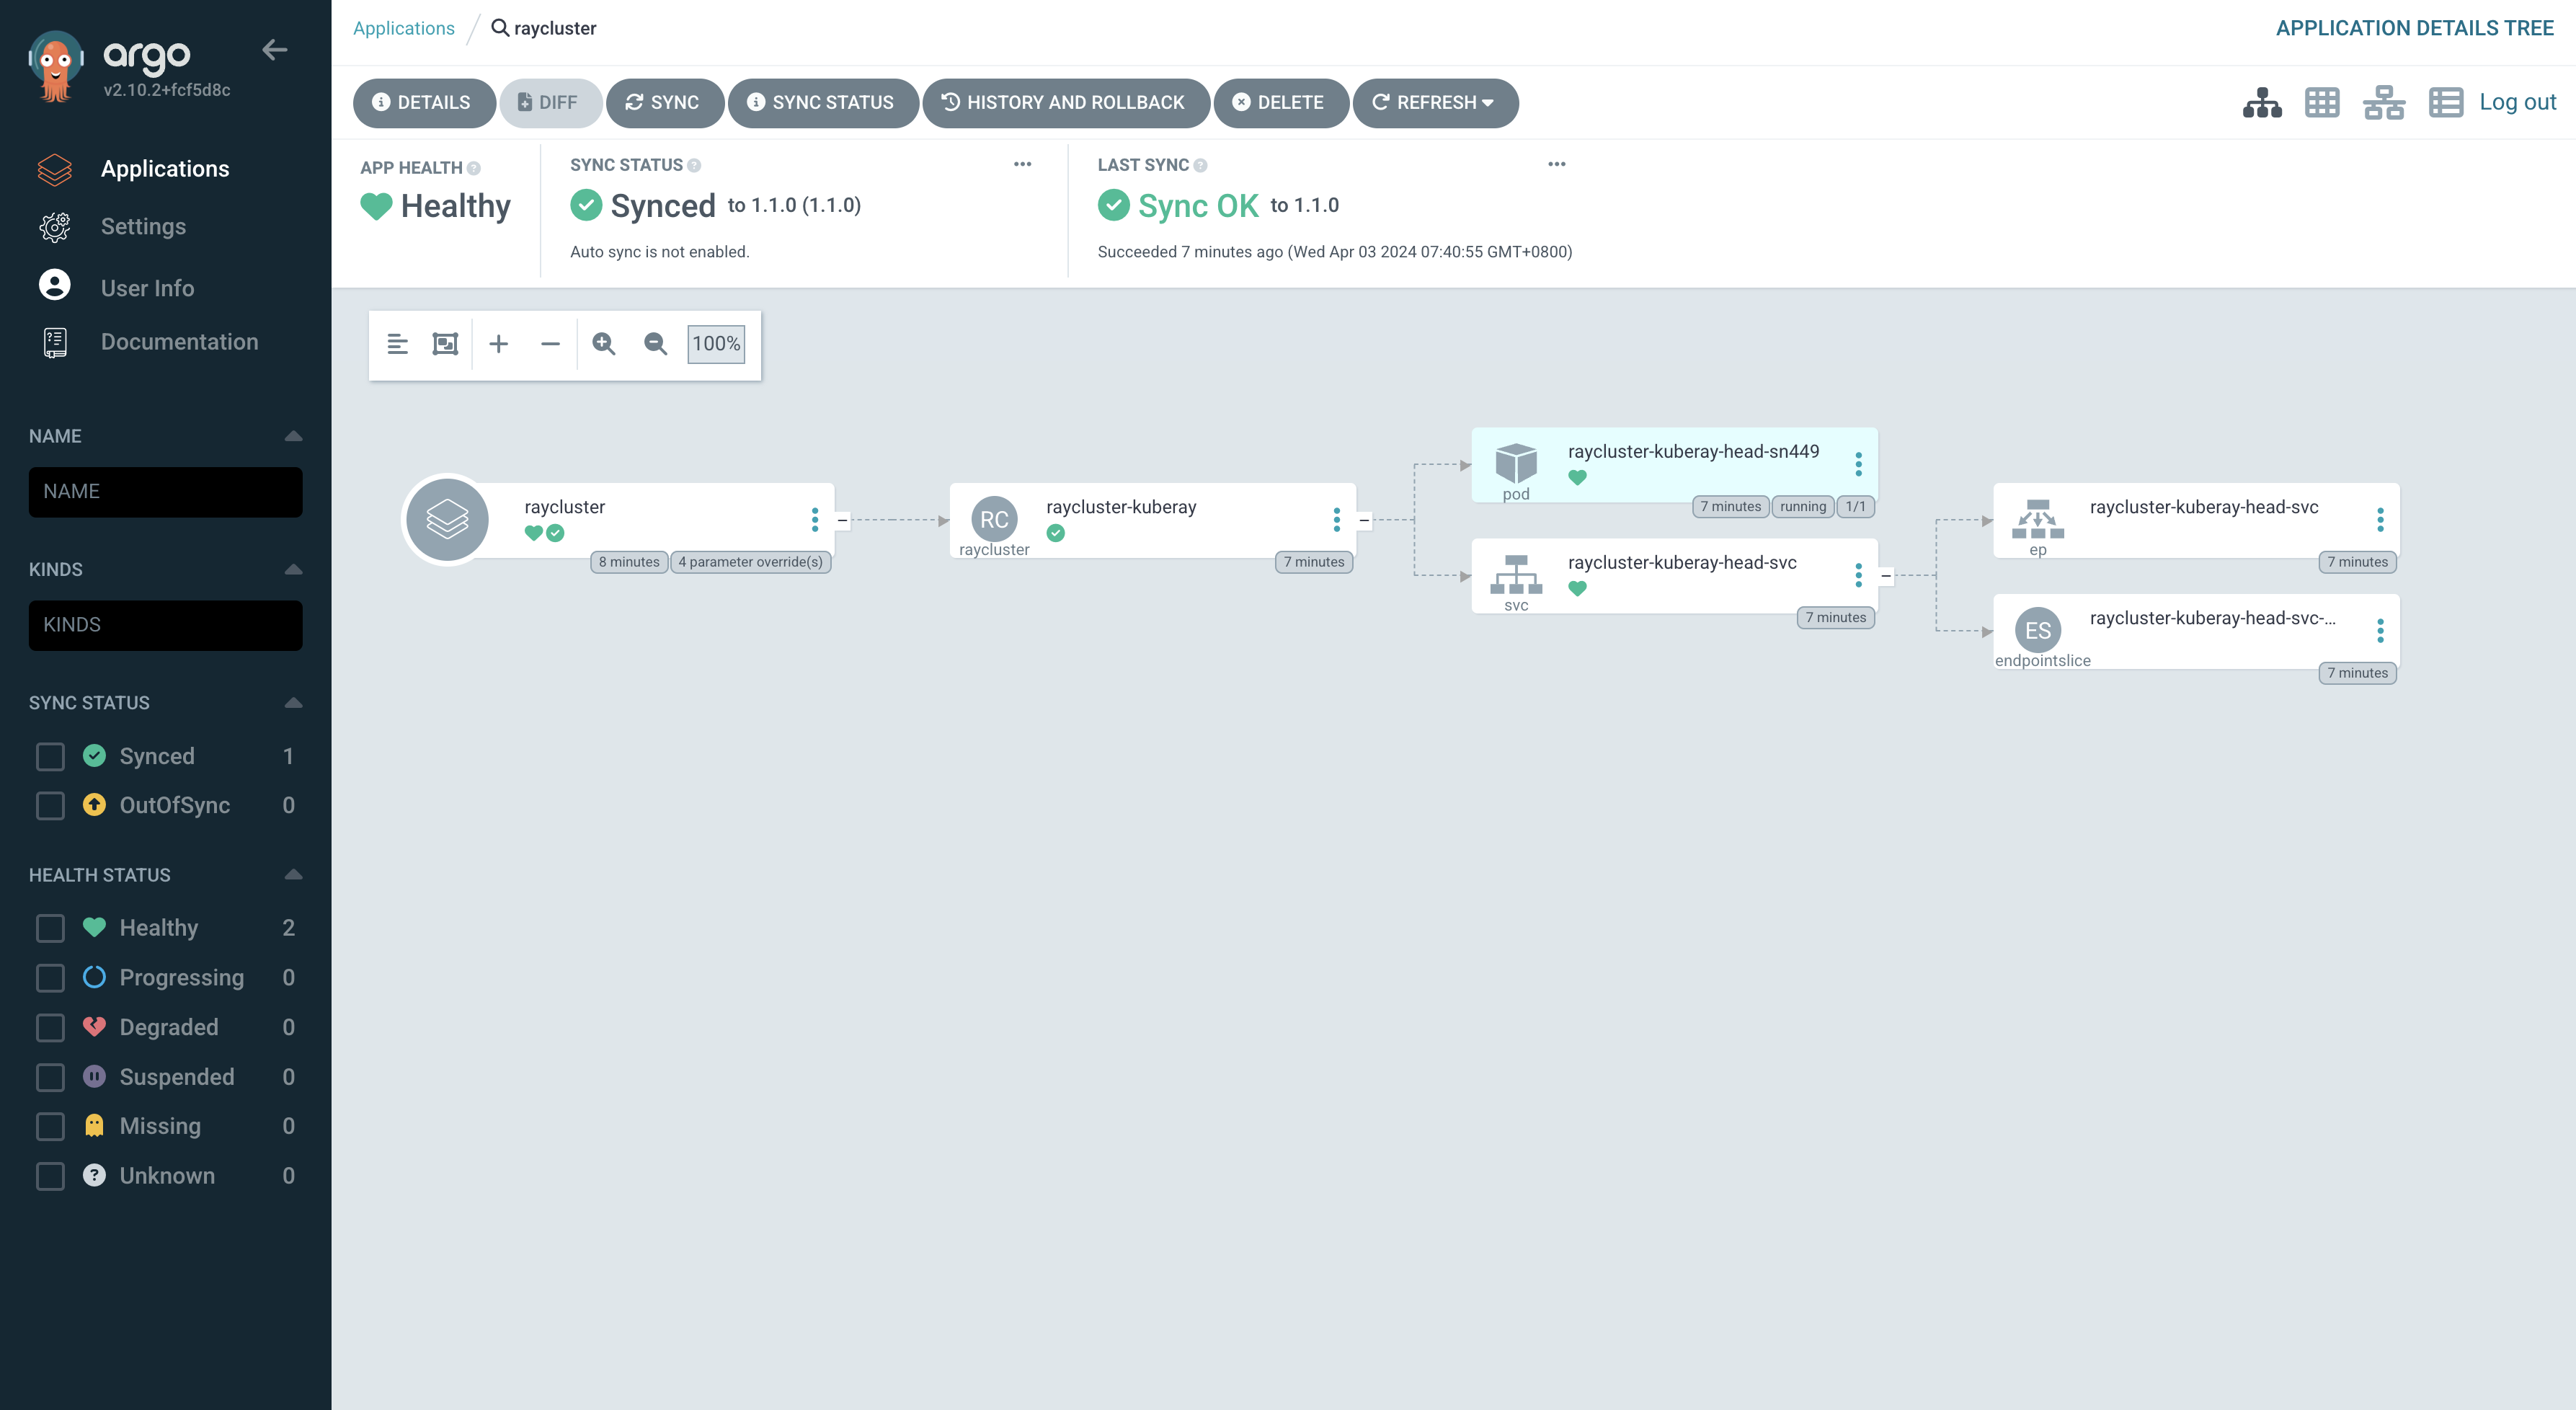 argo
v2.10.2+fcf5d8c
Applications
Settings
User Info
Documentation
NAME
NAME
KINDS
KINDS
SYNC STATUS
Synced 1
OutOfSync 0
HEALTH STATUS
Healthy 2
Progressing 0
Degraded 0
Suspended 0
Missing 0
Unknown 0
Applications / raycluster
APPLICATION DETAILS TREE
DETAILS DIFF SYNC SYNC STATUS HISTORY AND ROLLBACK DELETE REFRESH
Log out
APP HEALTH
Healthy
SYNC STATUS
Synced to 1.1.0 (1.1.0)
Auto sync is not enabled.
LAST SYNC
Sync OK to 1.1.0
Succeeded 7 minutes ago (Wed Apr 03 2024 07:40:55 GMT+0800)
100%
raycluster
8 minutes 4 parameter override(s)
RC
raycluster
raycluster-kuberay
7 minutes
pod
raycluster-kuberay-head-sn449
7 minutes running 1/1
svc
raycluster-kuberay-head-svc
7 minutes
ep
raycluster-kuberay-head-svc
7 minutes
ES
endpointslice
raycluster-kuberay-head-svc-...
7 minutes